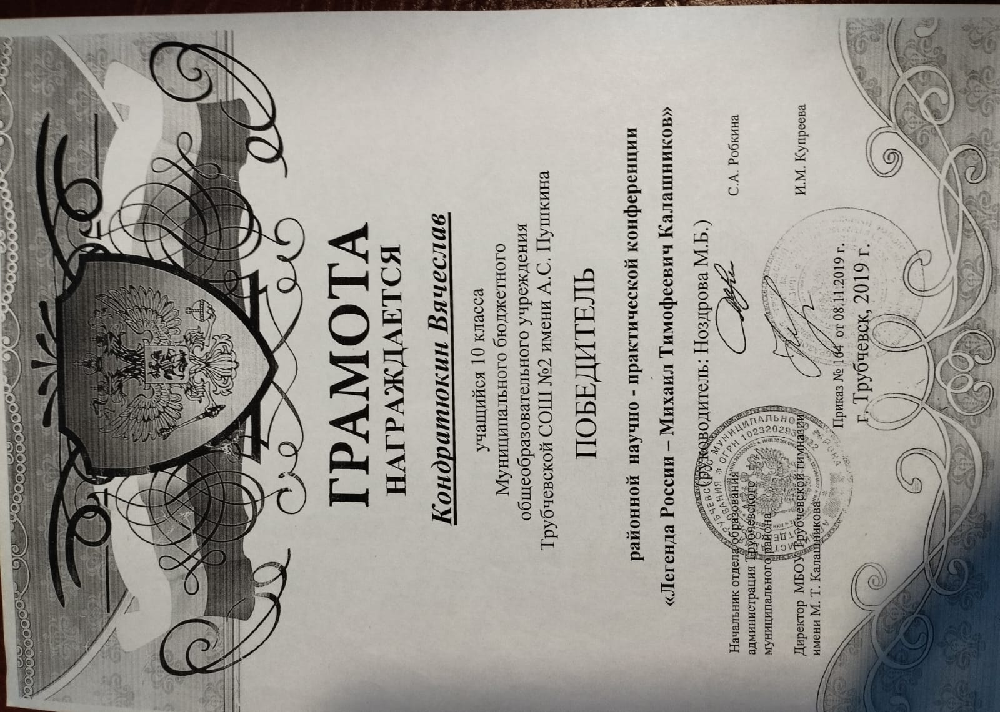 ГРАМОТА
НАГРАЖДАЕТСЯ
Кондратюкин Вячеслав
учащийся 10 класса
Муниципального бюджетного
общеобразовательного учреждения
Трубчевской СОШ №2 имени А.С. Пушкина
ПОБЕДИТЕЛЬ
районной научно - практической конференции
«Легенда России – Михаил Тимофеевич Калашников»
(руководитель: Ноздрова М.Б.)
Начальник отдела образования
администрация Трубчевского
муниципального района
С.А. Робкина
Директор МБОУ Трубчевской гимназии
имени М. Т. Калашникова
И.М. Купреева
Приказ № 164 от 08.11.2019 г.
г. Трубчевск, 2019 г.